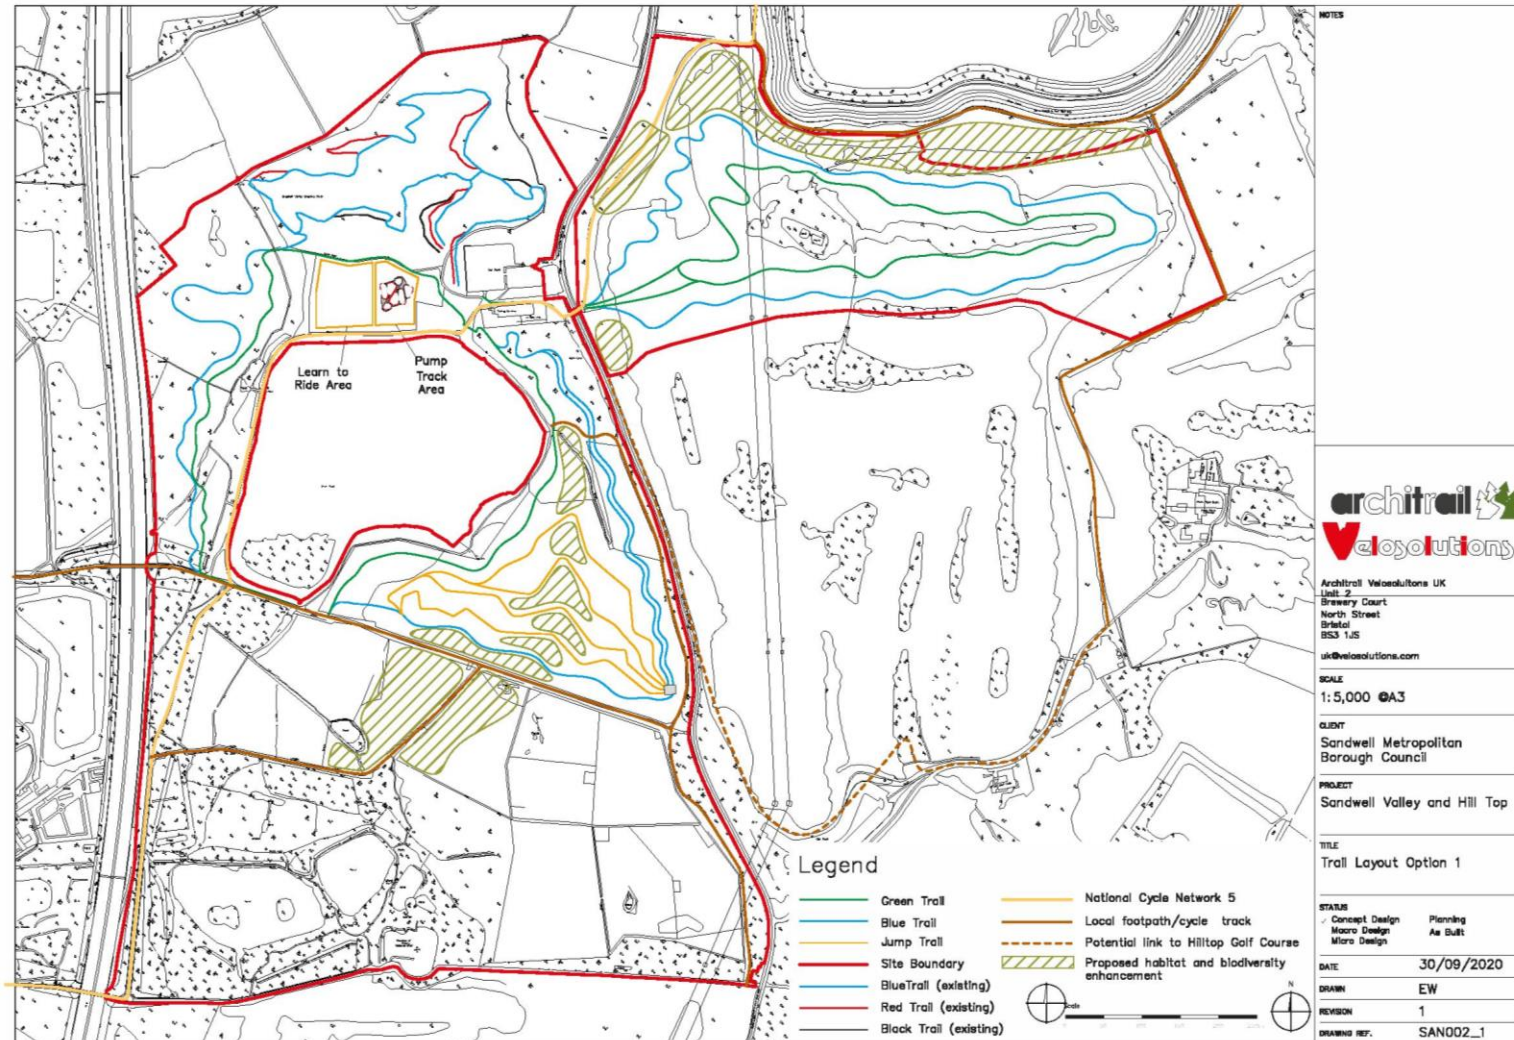 Learn to
Ride Area
Pump
Track
Area
Legend
Green Trail
Blue Trail
Jump Trail
Site Boundary
BlueTrail (existing)
Red Trail (existing)
Black Trail (existing)
National Cycle Network 5
Local footpath/cycle track
Potential link to Hilltop Golf Course
Proposed habitat and biodiversity
enhancement
Scale
N
NOTES
architrail
Velosolutions
Architrail Velosolultons UK
Unit 2
Brewery Court
North Street
Bristol
BS3 1JS
uk@velosolutions.com
SCALE
1:5,000 @A3
CLIENT
Sandwell Metropolitan
Borough Council
PROJECT
Sandwell Valley and Hill Top
TITLE
Trail Layout Option 1
STATUS
✓ Concept Design Planning
Macro Design As Built
Micro Design
DATE 30/09/2020
DRAWN EW
REVISION 1
DRAWING REF. SAN002_1